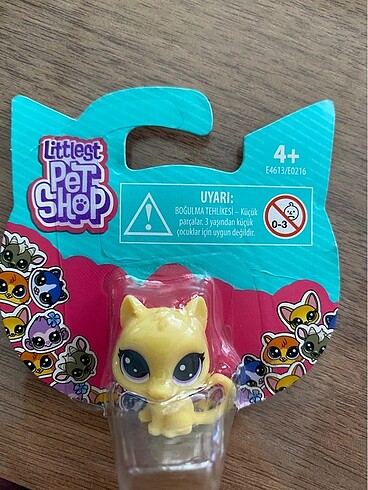 Littlest
PET
SHOP
4+
E4613/E0216
UYARI:
BOĞULMA TEHLİKESİ – Küçük
parçalar. 3 yaşından küçük
çocuklar için uygun değildir.
0-3